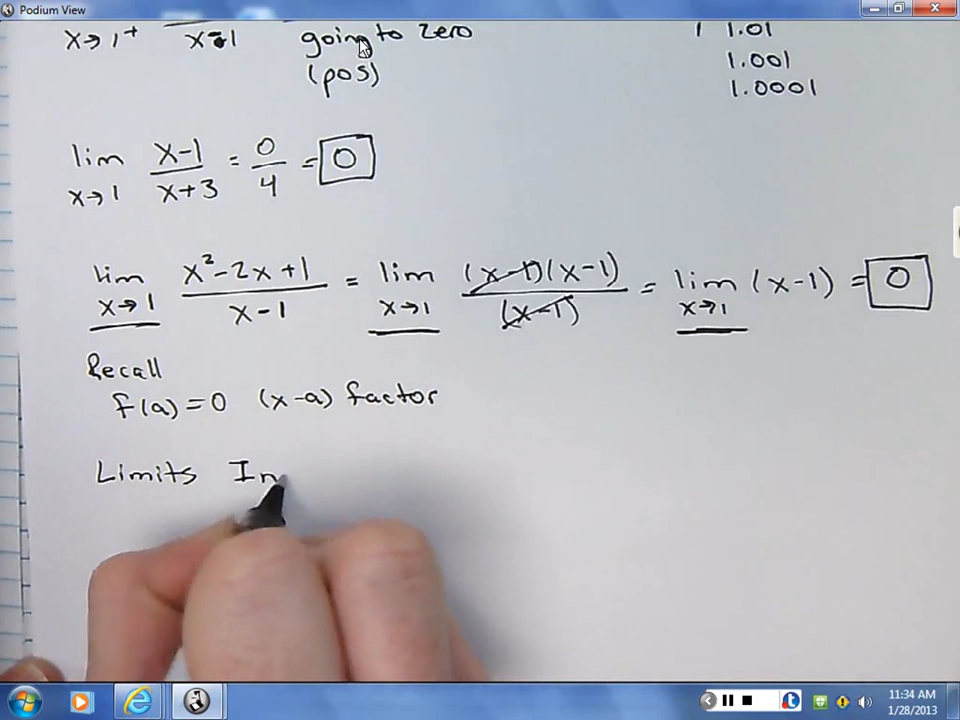 Podium View
x→1⁺ x-1 going to zero 1 1.01
(pos) 1.001
1.0001
lim x→1 (x-1)/(x+3) = 0/4 = 0
lim x→1 (x²-2x+1)/(x-1) = lim x→1 (x-1)(x-1)/(x-1) = lim x→1 (x-1) = 0
Recall
f(a)=0 (x-a) factor
Limits In
11:34 AM
1/28/2013